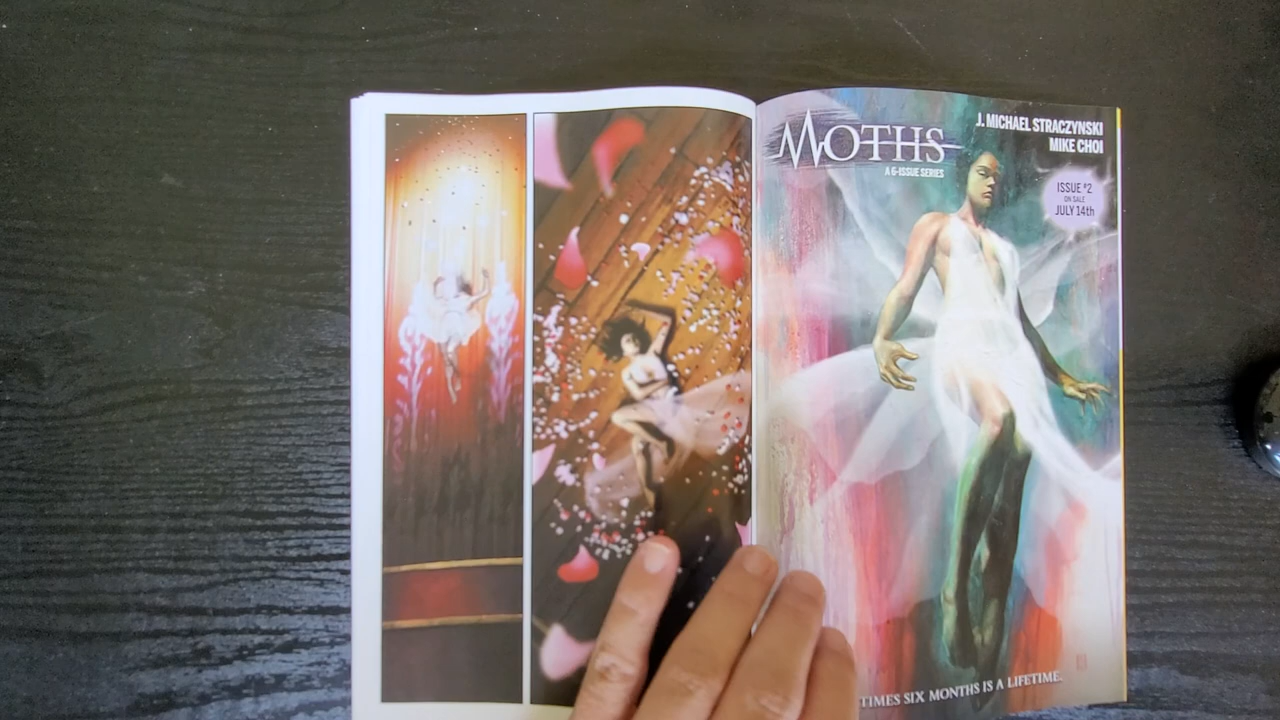 MOTHS
A 6-ISSUE SERIES
J. MICHAEL STRACZYNSKI
MIKE CHOI
ISSUE #2
ON SALE
JULY 14th
TIMES SIX MONTHS IS A LIFETIME.